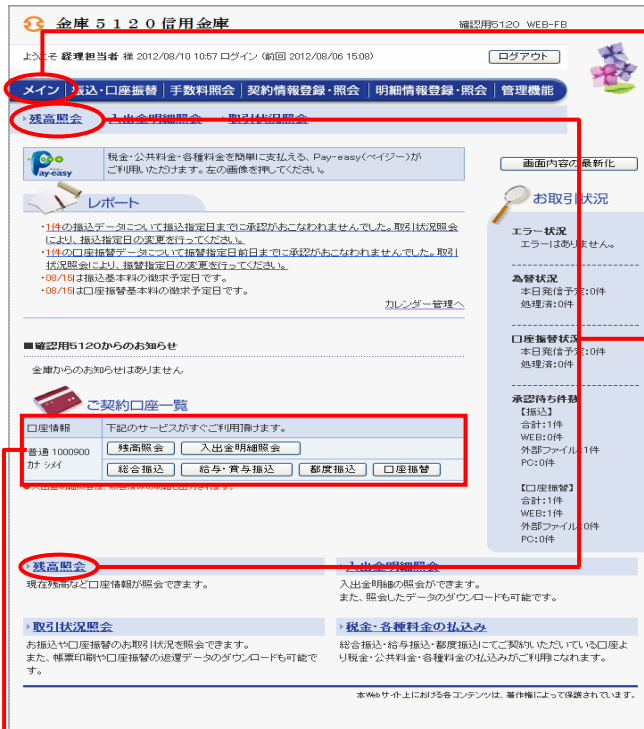 金庫５１２０信用金庫
確認用5120 WEB-FB
ようこそ 経理担当者 様 2012/08/10 10:57 ログイン (前回 2012/08/06 15:08)
ログアウト
メイン 振込・口座振替 手数料照会 契約情報登録・照会 明細情報登録・照会 管理機能
残高照会 入出金明細照会 取引状況照会
Pay-easy
税金・公共料金・各種料金を簡単に支払える、Pay-easy(ペイジー)が
ご利用いただけます。左の画像を押してください。
画面内容の最新化
レポート
・1件の振込データについて振込指定日までに承認がおこなわれませんでした。取引状況照会
により、振込指定日の変更を行ってください。
・1件の口座振替データについて振替指定日前日までに承認がおこなわれませんでした。取引
状況照会により、振替指定日の変更を行ってください。
・08/15は振込基本料の徴求予定日です。
・08/15は口座振替基本料の徴求予定日です。
カレンダー管理へ
お取引状況
エラー状況
エラーはありません。
為替状況
本日発信予定:0件
処理済:0件
口座振替状況
本日発信予定:0件
処理済:0件
承認待ち件数
【振込】
合計:1件
WEB:0件
外部ファイル:1件
PC:0件
【口座振替】
合計:1件
WEB:1件
外部ファイル:0件
PC:0件
■確認用5120からのお知らせ
金庫からのお知らせはありません
ご契約口座一覧
口座情報 下記のサービスがすぐご利用頂けます。
普通 1000900
カナ シメイ
残高照会 入出金明細照会
総合振込 給与・賞与振込 都度振込 口座振替
残高照会
現在残高など口座情報が照会できます。
入出金明細照会
入出金明細の照会ができます。
また、照会したデータのダウンロードも可能です。
取引状況照会
お振込や口座振替のお取引状況を照会できます。
また、帳票印刷や口座振替の返還データのダウンロードも可能で
す。
税金・各種料金の払込み
総合振込・給与振込・都度振込にてご契約いただいている口座よ
り税金・公共料金・各種料金の払込みがご利用になれます。
本Webサイト上における各コンテンツは、著作権によって保護されています。